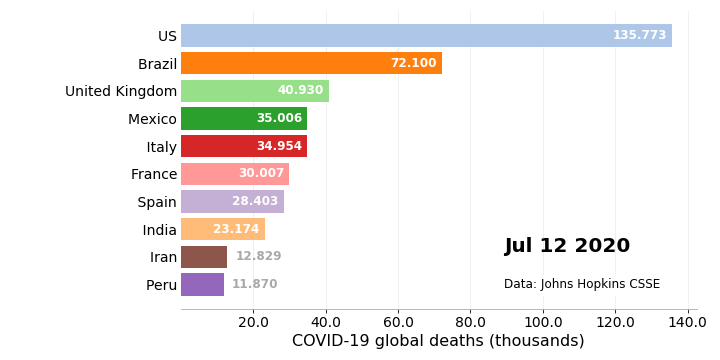 US 135.773
Brazil 72.100
United Kingdom 40.930
Mexico 35.006
Italy 34.954
France 30.007
Spain 28.403
India 23.174
Iran 12.829
Peru 11.870
Jul 12 2020
Data: Johns Hopkins CSSE
20.0 40.0 60.0 80.0 100.0 120.0 140.0
COVID-19 global deaths (thousands)